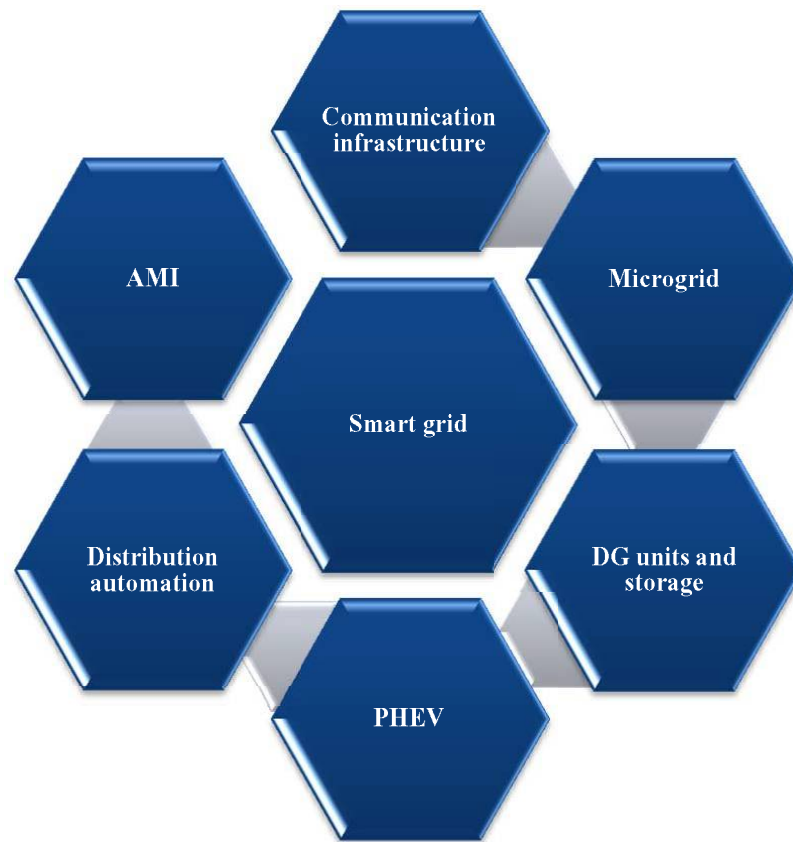 Communication
infrastructure
AMI
Microgrid
Smart grid
Distribution
automation
DG units and
storage
PHEV